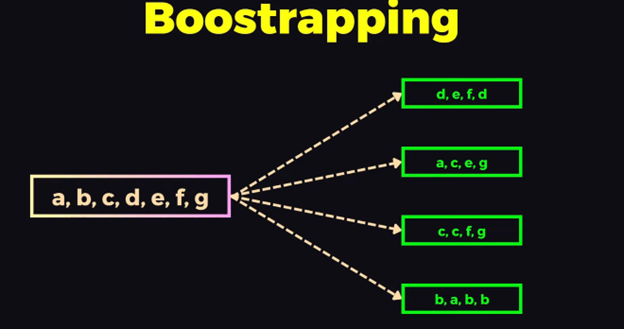 Boostrapping
d, e, f, d
a, c, e, g
a, b, c, d, e, f, g
c, c, f, g
b, a, b, b